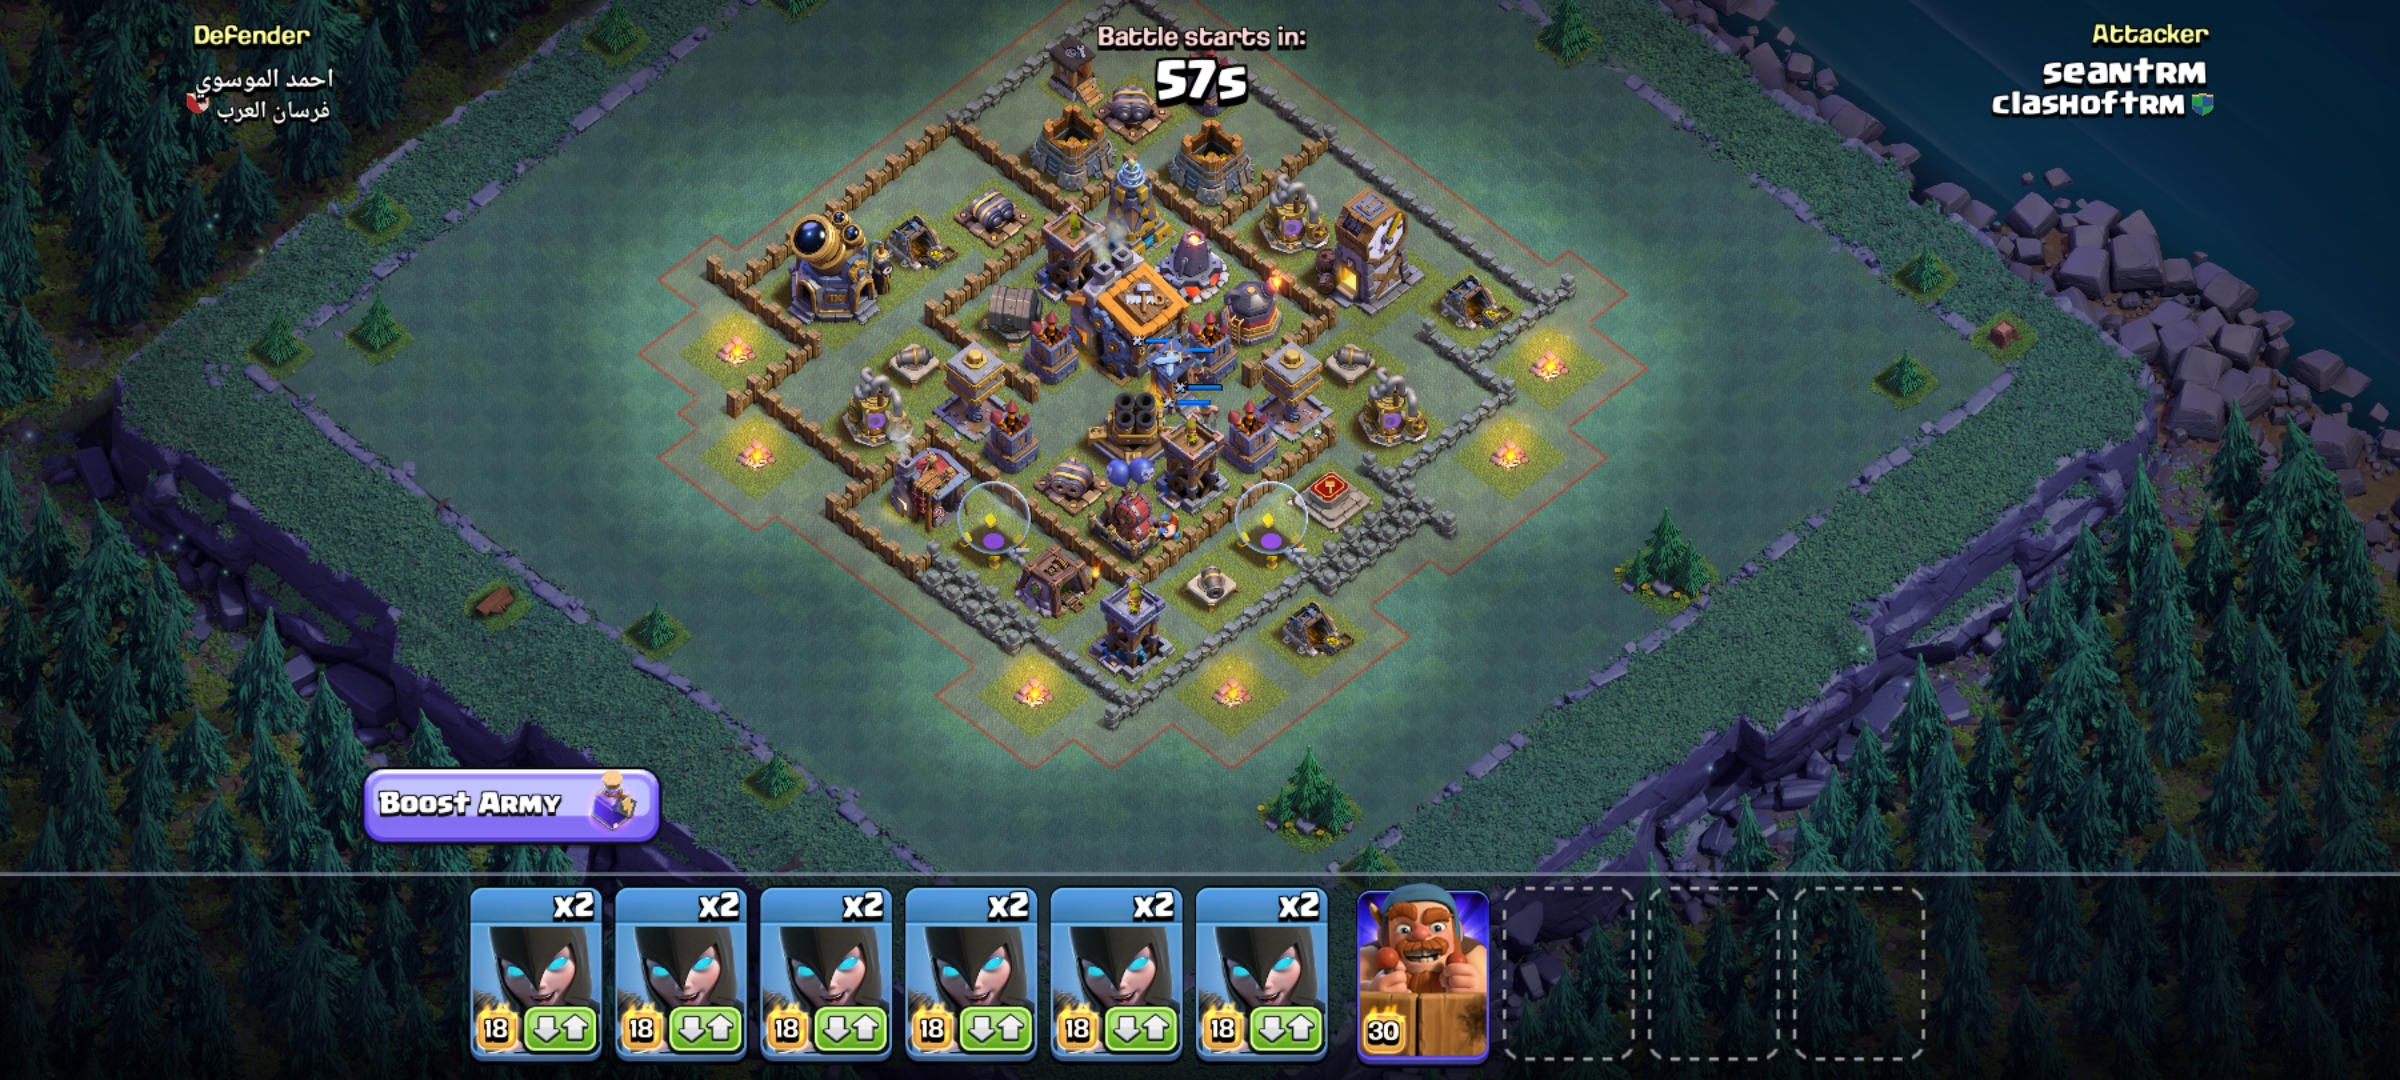 Defender
احمد الموسوي
فرسان العرب
Battle starts in:
57s
Attacker
seantRM
clashoftRM
Boost Army
x2
x2
x2
x2
x2
x2
18
18
18
18
18
18
30